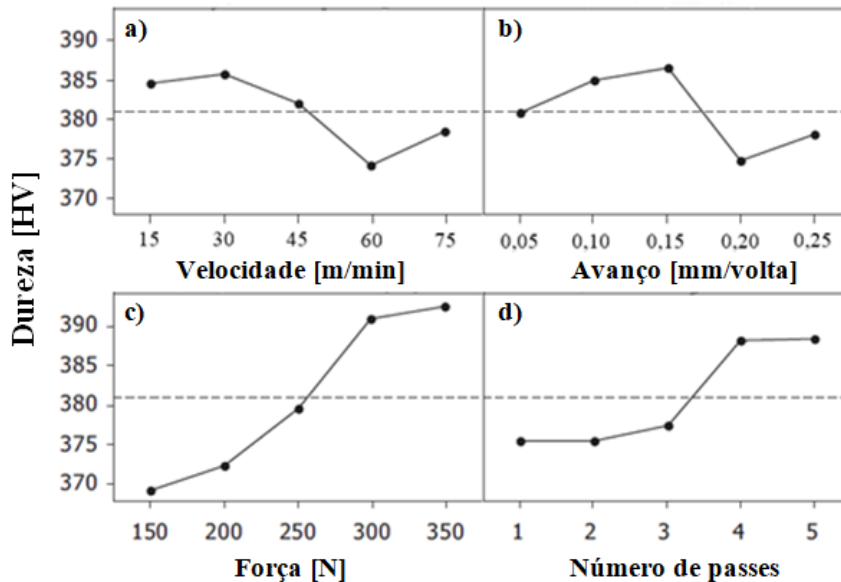 Dureza [HV]
a)
390
385
380
375
370
15 30 45 60 75
Velocidade [m/min]
b)
0,05 0,10 0,15 0,20 0,25
Avanço [mm/volta]
c)
390
385
380
375
370
150 200 250 300 350
Força [N]
d)
1 2 3 4 5
Número de passes